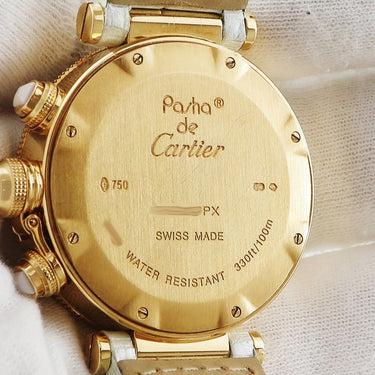 Pasha®
de
Cartier
750
PX
SWISS MADE
WATER RESISTANT 330ft/100m